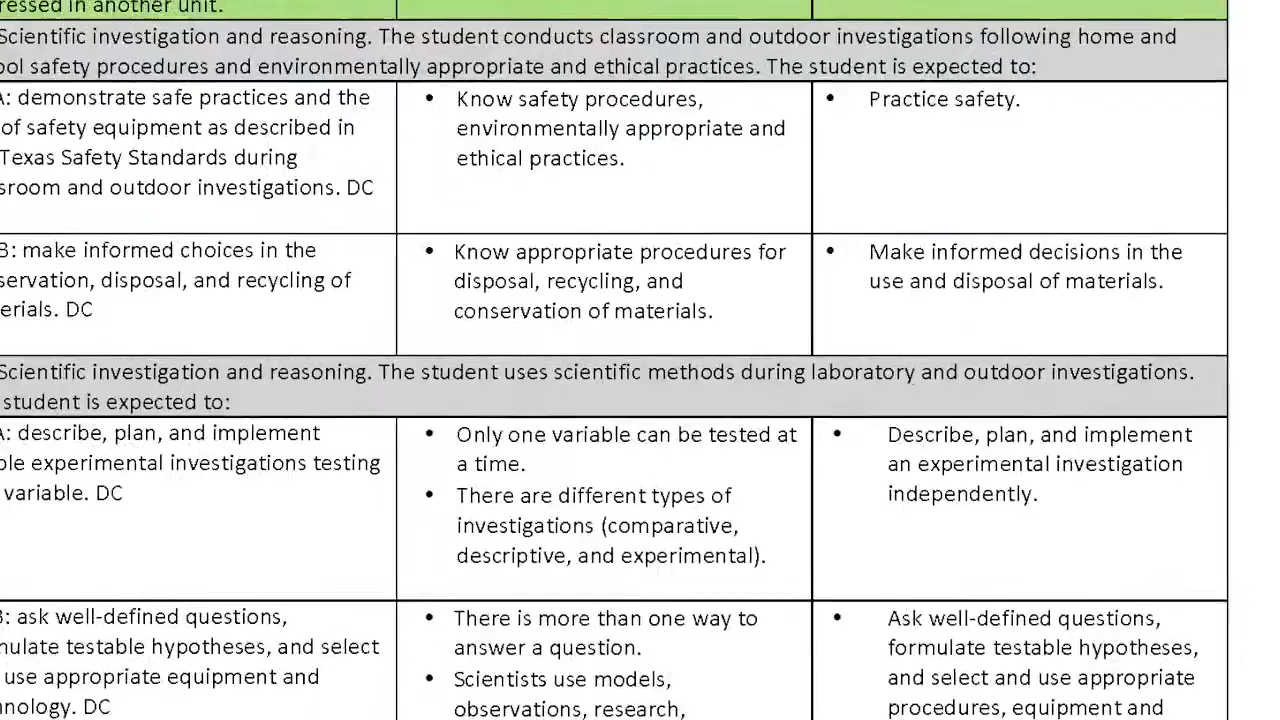 ressed in another unit.
Scientific investigation and reasoning. The student conducts classroom and outdoor investigations following home and
ool safety procedures and environmentally appropriate and ethical practices. The student is expected to:
A: demonstrate safe practices and the
of safety equipment as described in
Texas Safety Standards during
sroom and outdoor investigations. DC
• Know safety procedures,
environmentally appropriate and
ethical practices.
• Practice safety.
B: make informed choices in the
servation, disposal, and recycling of
erials. DC
• Know appropriate procedures for
disposal, recycling, and
conservation of materials.
• Make informed decisions in the
use and disposal of materials.
Scientific investigation and reasoning. The student uses scientific methods during laboratory and outdoor investigations.
student is expected to:
A: describe, plan, and implement
ple experimental investigations testing
variable. DC
• Only one variable can be tested at
a time.
• There are different types of
investigations (comparative,
descriptive, and experimental).
• Describe, plan, and implement
an experimental investigation
independently.
B: ask well-defined questions,
mulate testable hypotheses, and select
use appropriate equipment and
hnology. DC
• There is more than one way to
answer a question.
• Scientists use models,
observations, research,
• Ask well-defined questions,
formulate testable hypotheses,
and select and use appropriate
procedures, equipment and